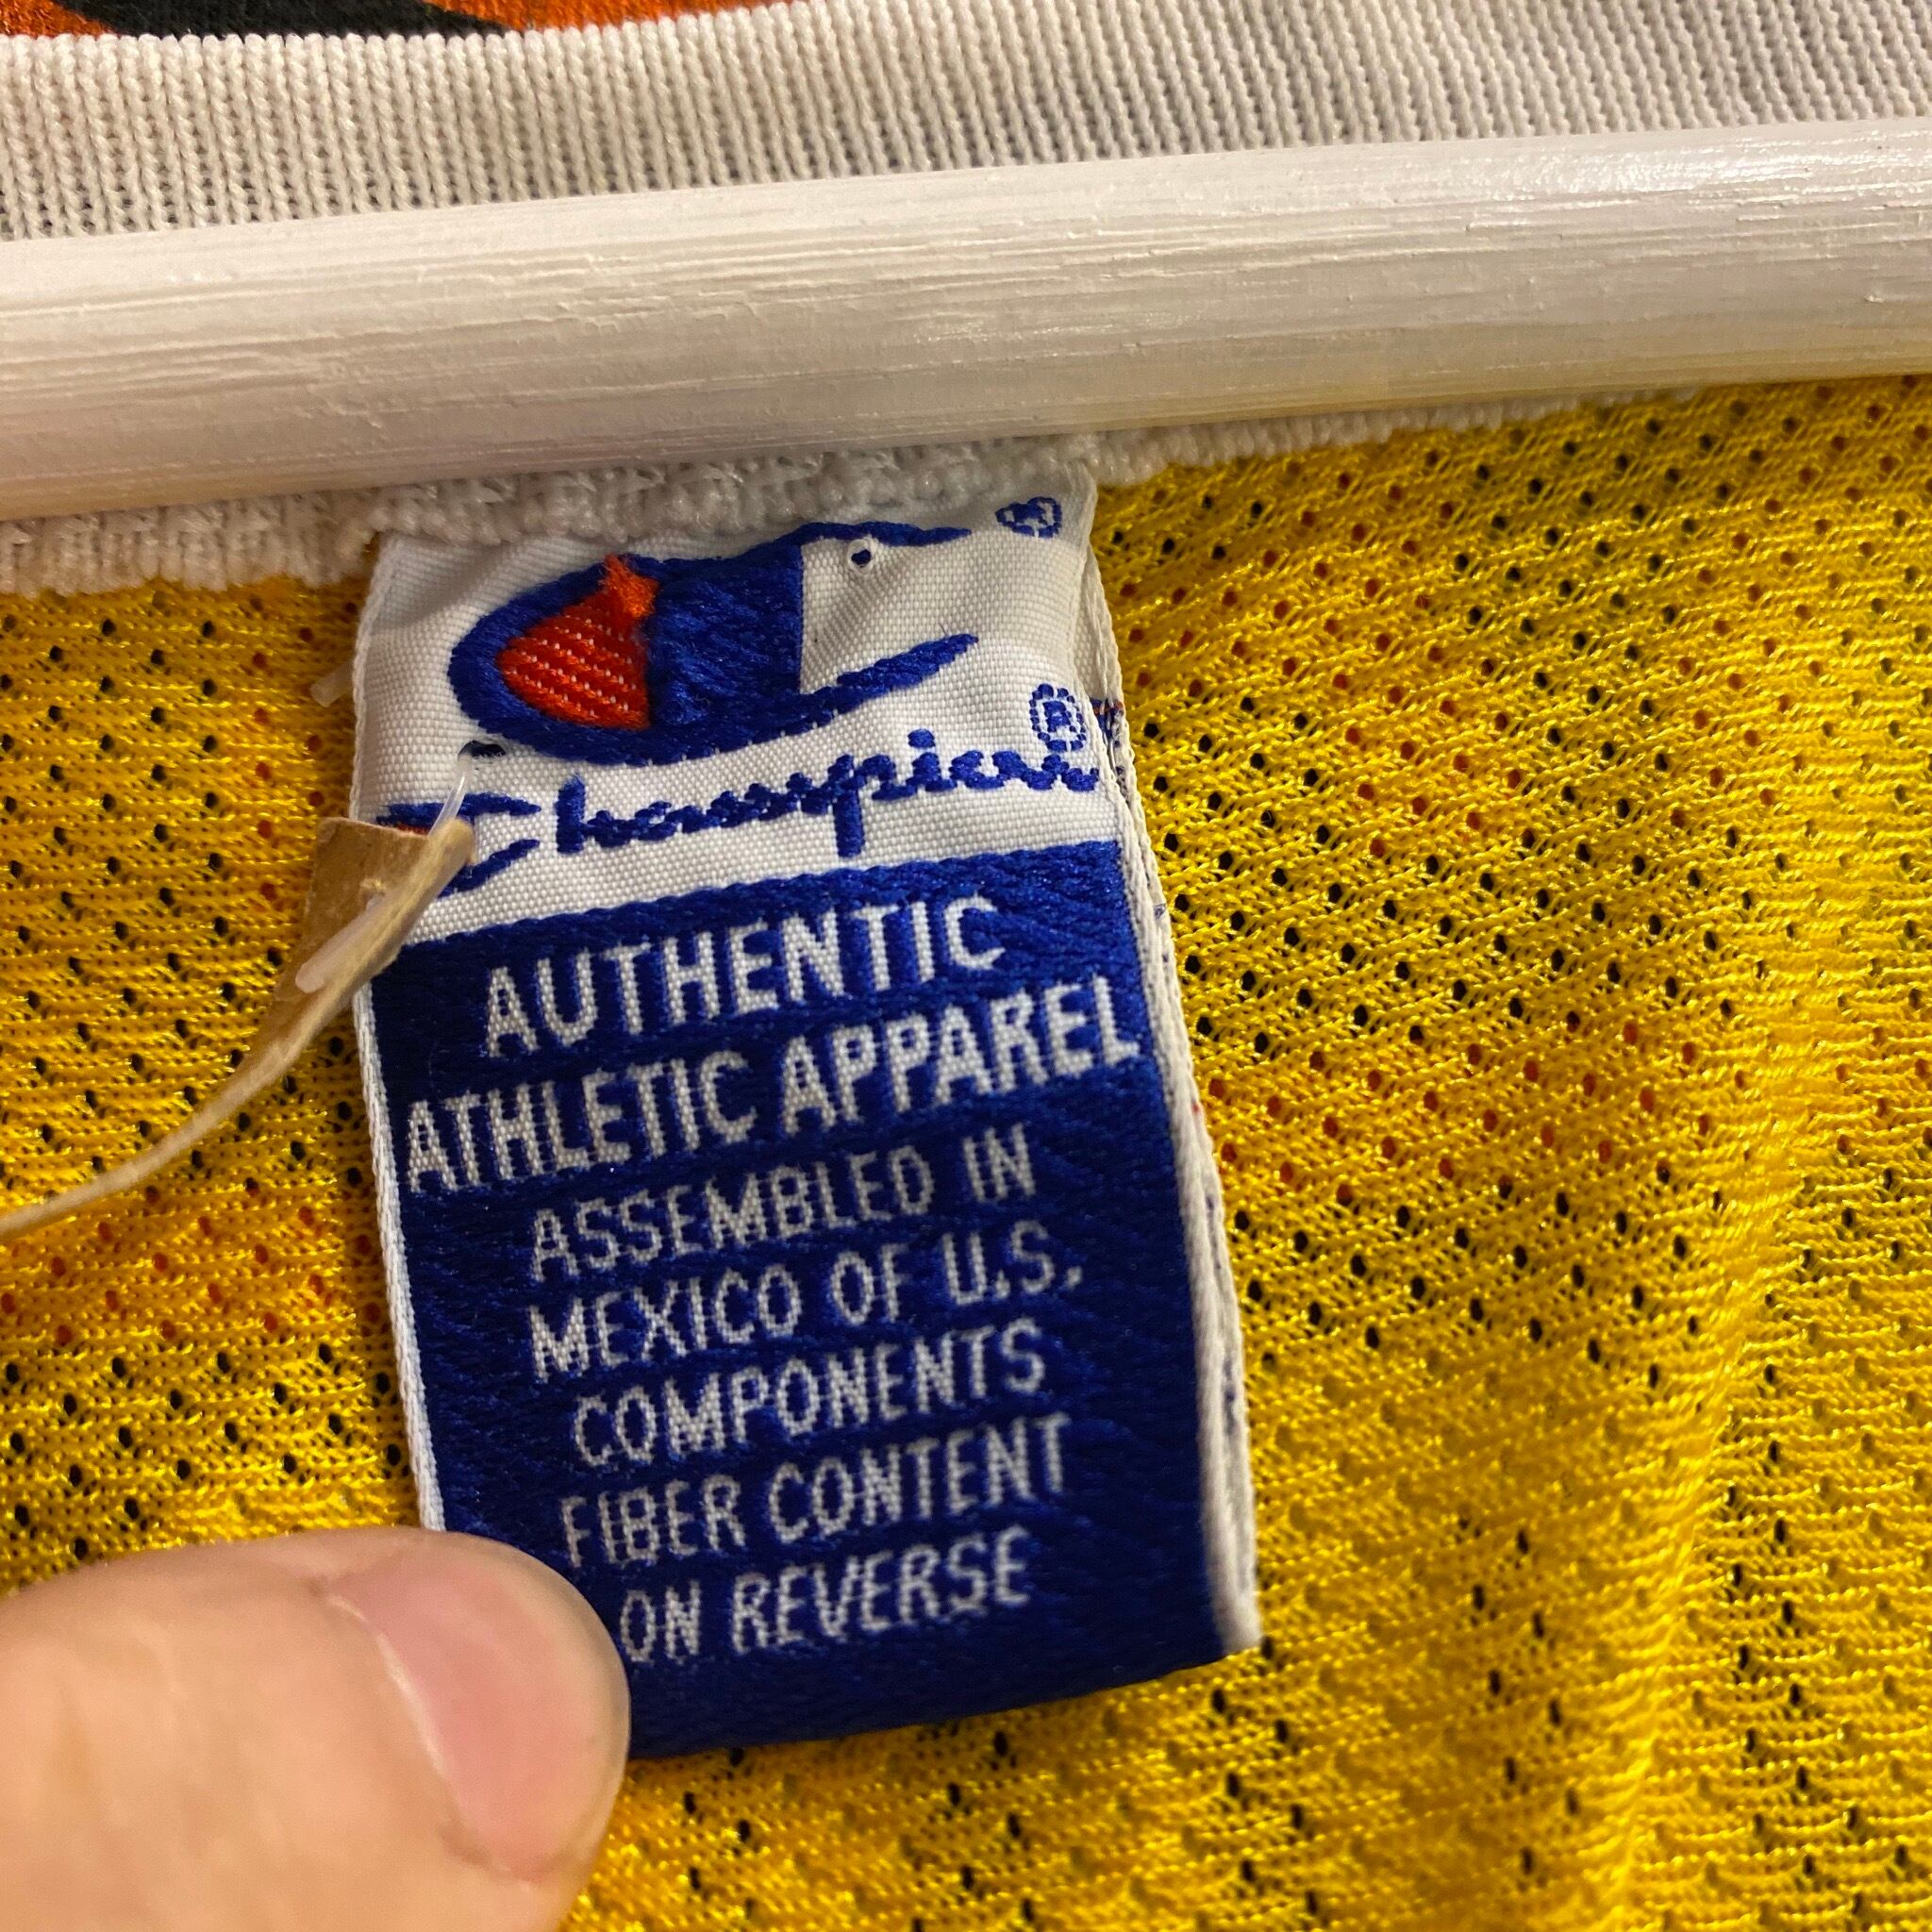 ®
Champion®
AUTHENTIC
ATHLETIC APPAREL
ASSEMBLED IN
MEXICO OF U.S.
COMPONENTS
FIBER CONTENT
ON REVERSE